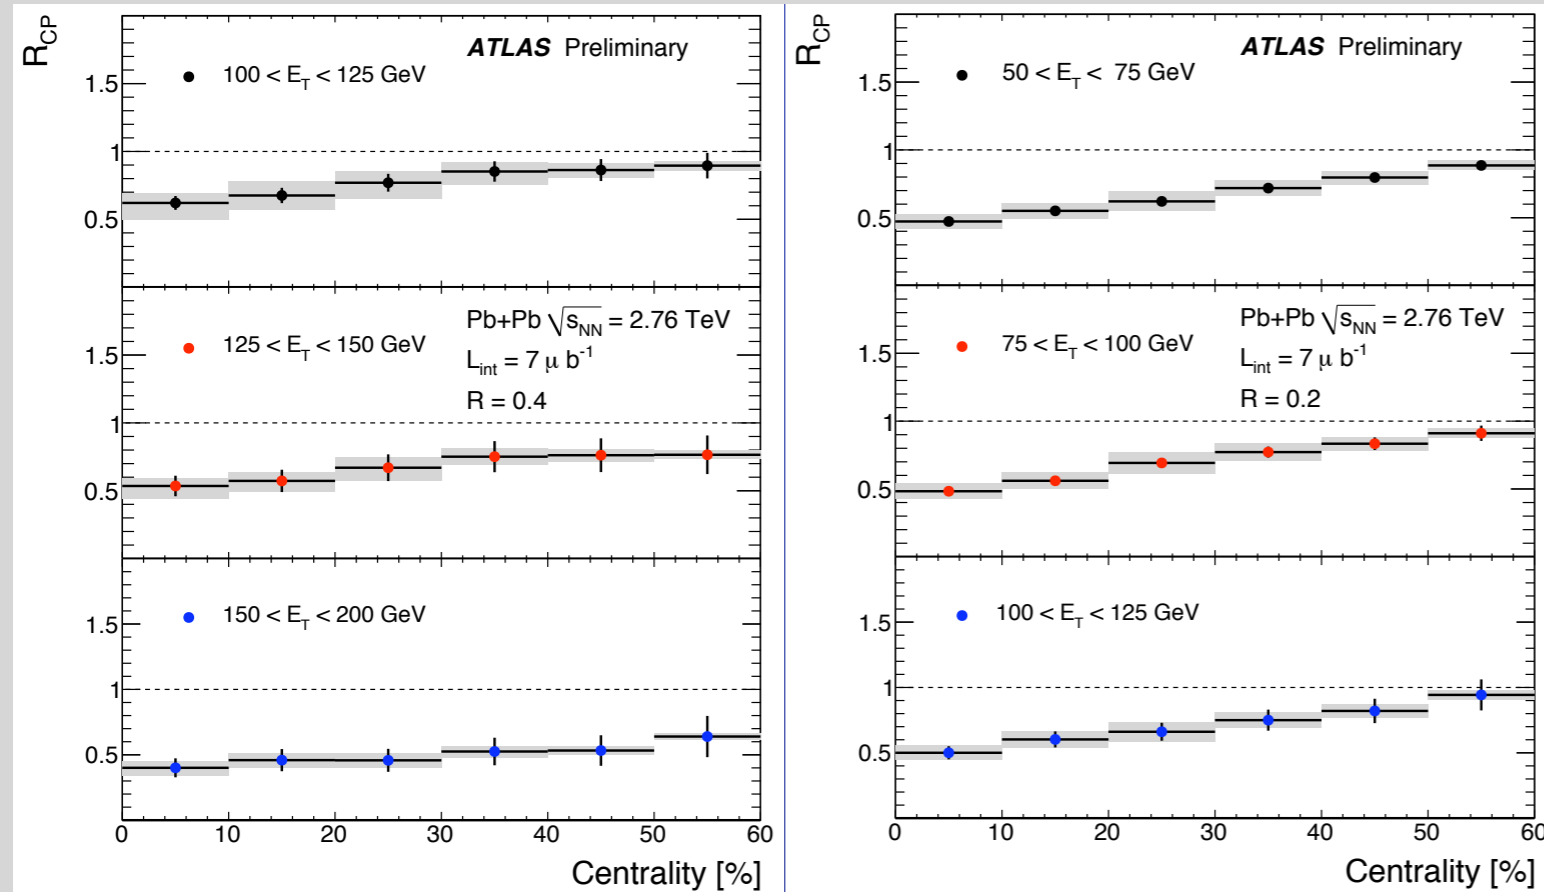 R_CP
ATLAS Preliminary
100 < E_T < 125 GeV
1.5
1
0.5
Pb+Pb √s_NN = 2.76 TeV
125 < E_T < 150 GeV
L_int = 7 μ b^-1
R = 0.4
1.5
1
0.5
150 < E_T < 200 GeV
1.5
1
0.5
0 10 20 30 40 50 60
Centrality [%]
R_CP
ATLAS Preliminary
50 < E_T < 75 GeV
1.5
1
0.5
Pb+Pb √s_NN = 2.76 TeV
75 < E_T < 100 GeV
L_int = 7 μ b^-1
R = 0.2
1.5
1
0.5
100 < E_T < 125 GeV
1.5
1
0.5
0 10 20 30 40 50 60
Centrality [%]